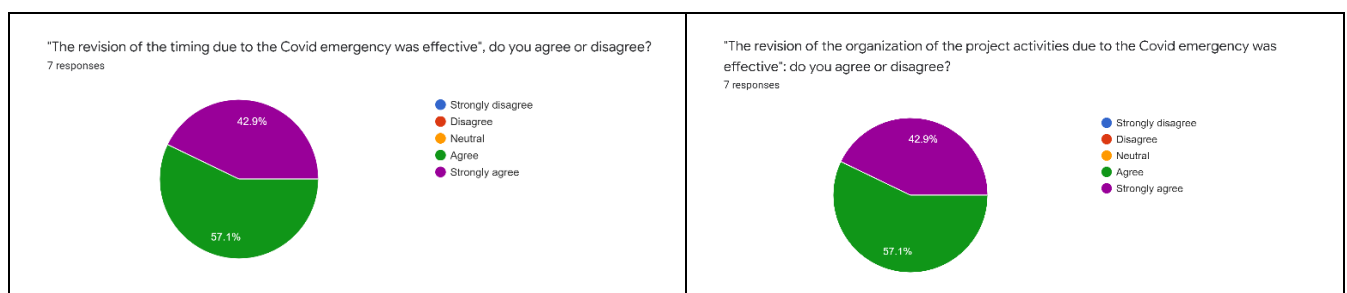 "The revision of the timing due to the Covid emergency was effective", do you agree or disagree?
7 responses
42.9%
57.1%
Strongly disagree
Disagree
Neutral
Agree
Strongly agree
"The revision of the organization of the project activities due to the Covid emergency was
effective": do you agree or disagree?
7 responses
42.9%
57.1%
Strongly disagree
Disagree
Neutral
Agree
Strongly agree